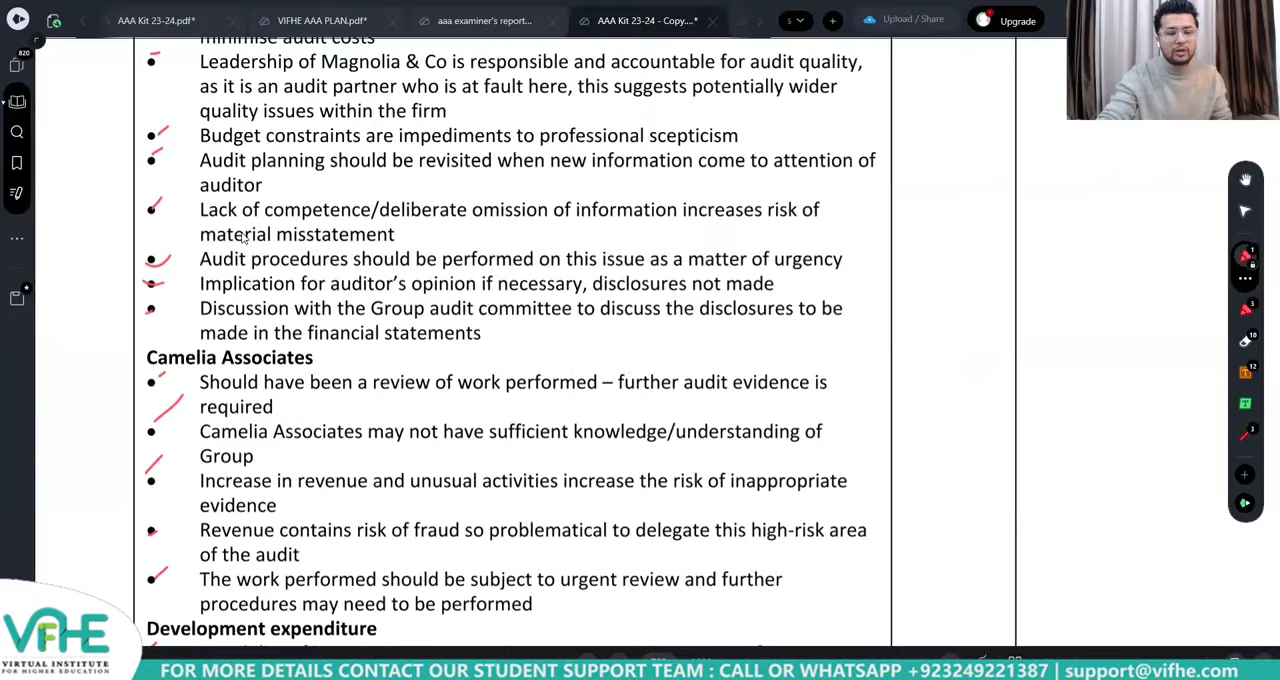 AAA Kit 23-24.pdf*
VIFHE AAA PLAN.pdf*
aaa examiner's report...
AAA Kit 23-24 - Copy....*
5
Upload / Share
Upgrade
820
minimise audit costs
Leadership of Magnolia & Co is responsible and accountable for audit quality,
as it is an audit partner who is at fault here, this suggests potentially wider
quality issues within the firm
Budget constraints are impediments to professional scepticism
Audit planning should be revisited when new information come to attention of
auditor
Lack of competence/deliberate omission of information increases risk of
material misstatement
Audit procedures should be performed on this issue as a matter of urgency
Implication for auditor's opinion if necessary, disclosures not made
Discussion with the Group audit committee to discuss the disclosures to be
made in the financial statements
Camelia Associates
Should have been a review of work performed – further audit evidence is
required
Camelia Associates may not have sufficient knowledge/understanding of
Group
Increase in revenue and unusual activities increase the risk of inappropriate
evidence
Revenue contains risk of fraud so problematical to delegate this high-risk area
of the audit
The work performed should be subject to urgent review and further
procedures may need to be performed
Development expenditure
1
3
10
12
T
3
VIFHE
VIRTUAL INSTITUTE
FOR HIGHER EDUCATION
FOR MORE DETAILS CONTACT OUR STUDENT SUPPORT TEAM : CALL OR WHATSAPP +923249221387 | support@vifhe.com